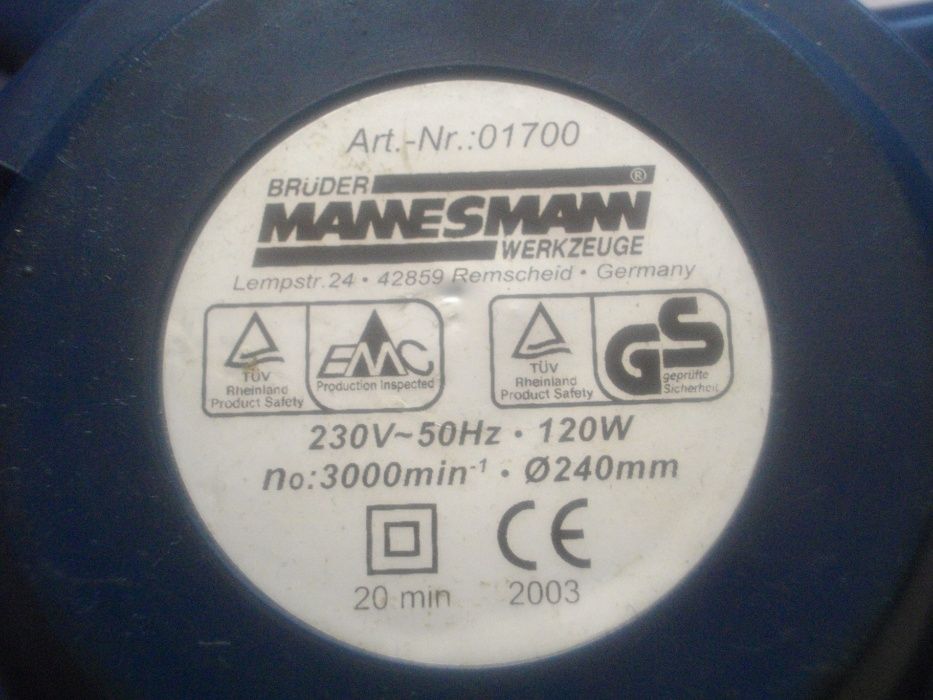 Art.-Nr.:01700
BRüDER
MANNESMANN ®
WERKZEUGE
Lempstr.24 • 42859 Remscheid • Germany
TÜV
Rheinland
Product Safety
EMC
Production Inspected
TÜV
Rheinland
Product Safety
GS
geprüfte
Sicherheit
230V~50Hz • 120W
no:3000min⁻¹ • Ø240mm
CE
20 min 2003